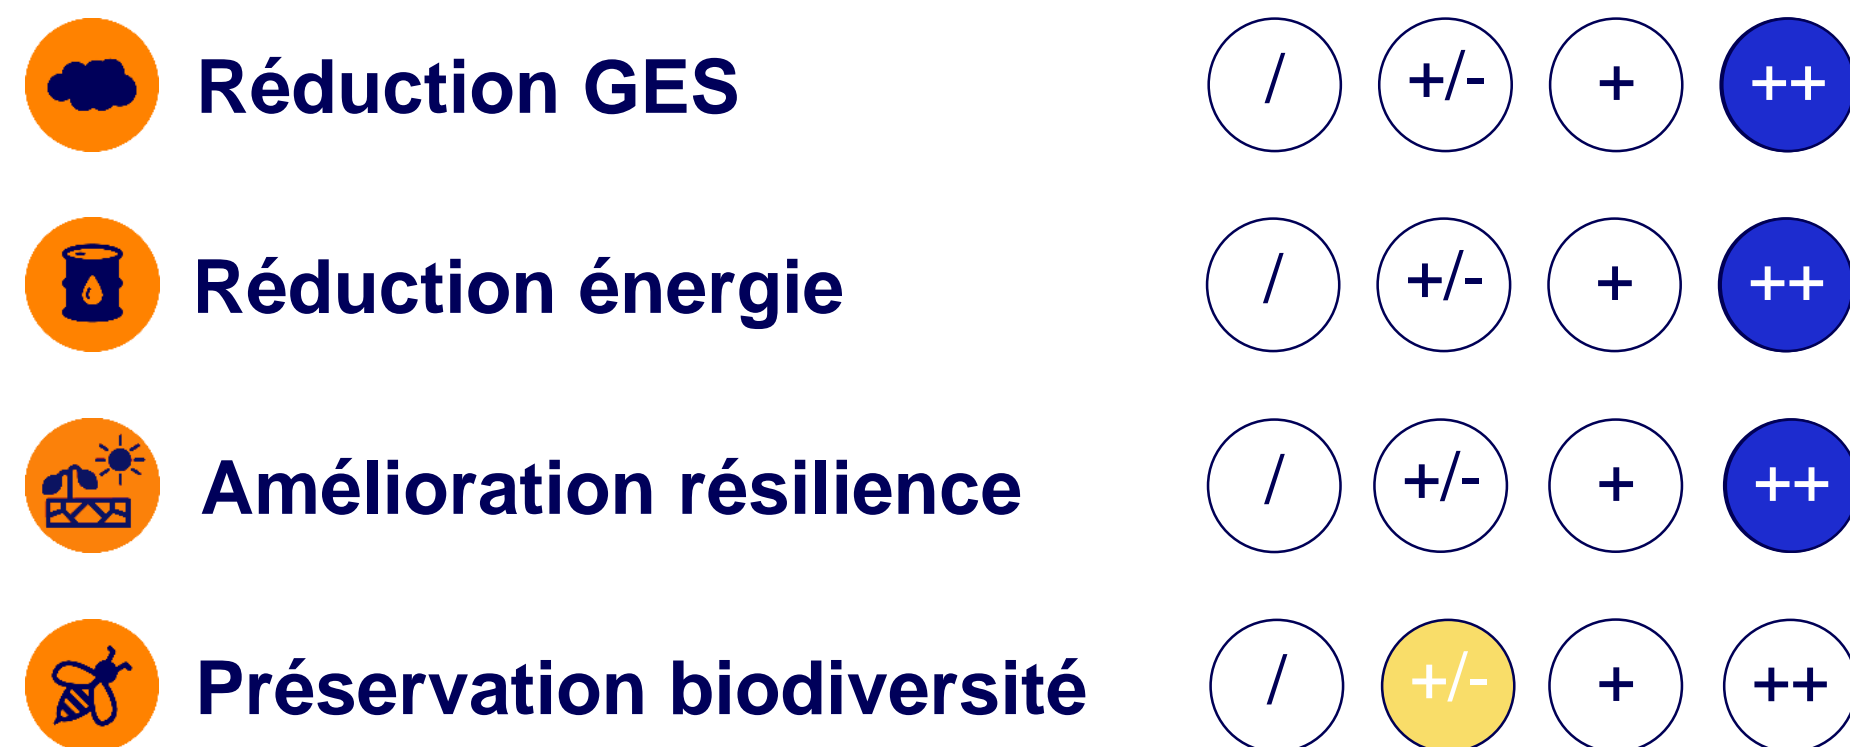 Réduction GES / +/- + ++
Réduction énergie / +/- + ++
Amélioration résilience / +/- + ++
Préservation biodiversité / +/- + ++